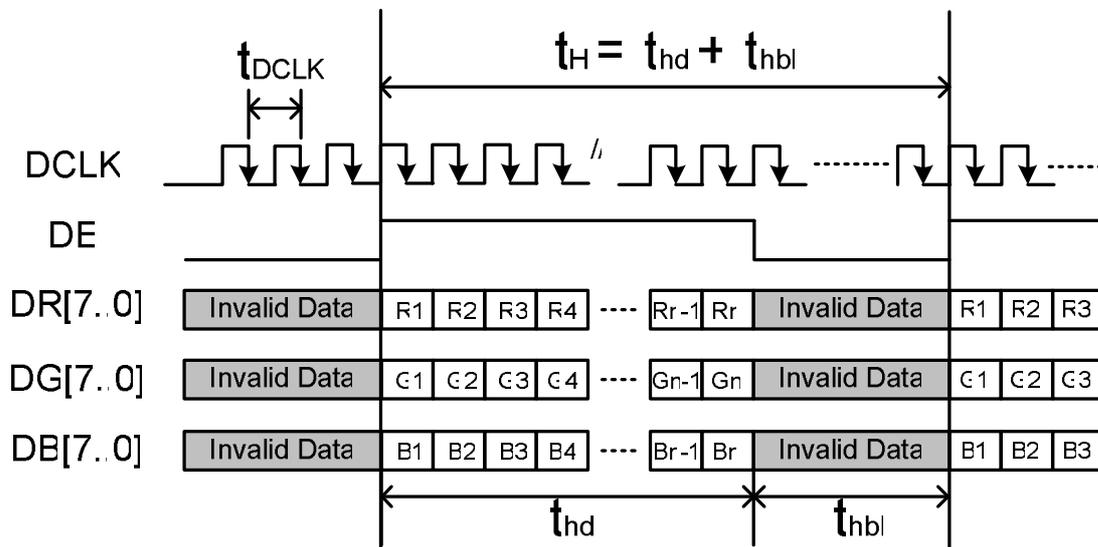 tH = thd + thbl
tDCLK
DCLK //
DE
DR[7..0] Invalid Data R1 R2 R3 R4 ---- Rr-1 Rr Invalid Data R1 R2 R3
DG[7..0] Invalid Data G1 G2 G3 G4 ---- Gn-1 Gn Invalid Data G1 G2 G3
DB[7..0] Invalid Data B1 B2 B3 B4 ---- Br-1 Br Invalid Data B1 B2 B3
thd thbl